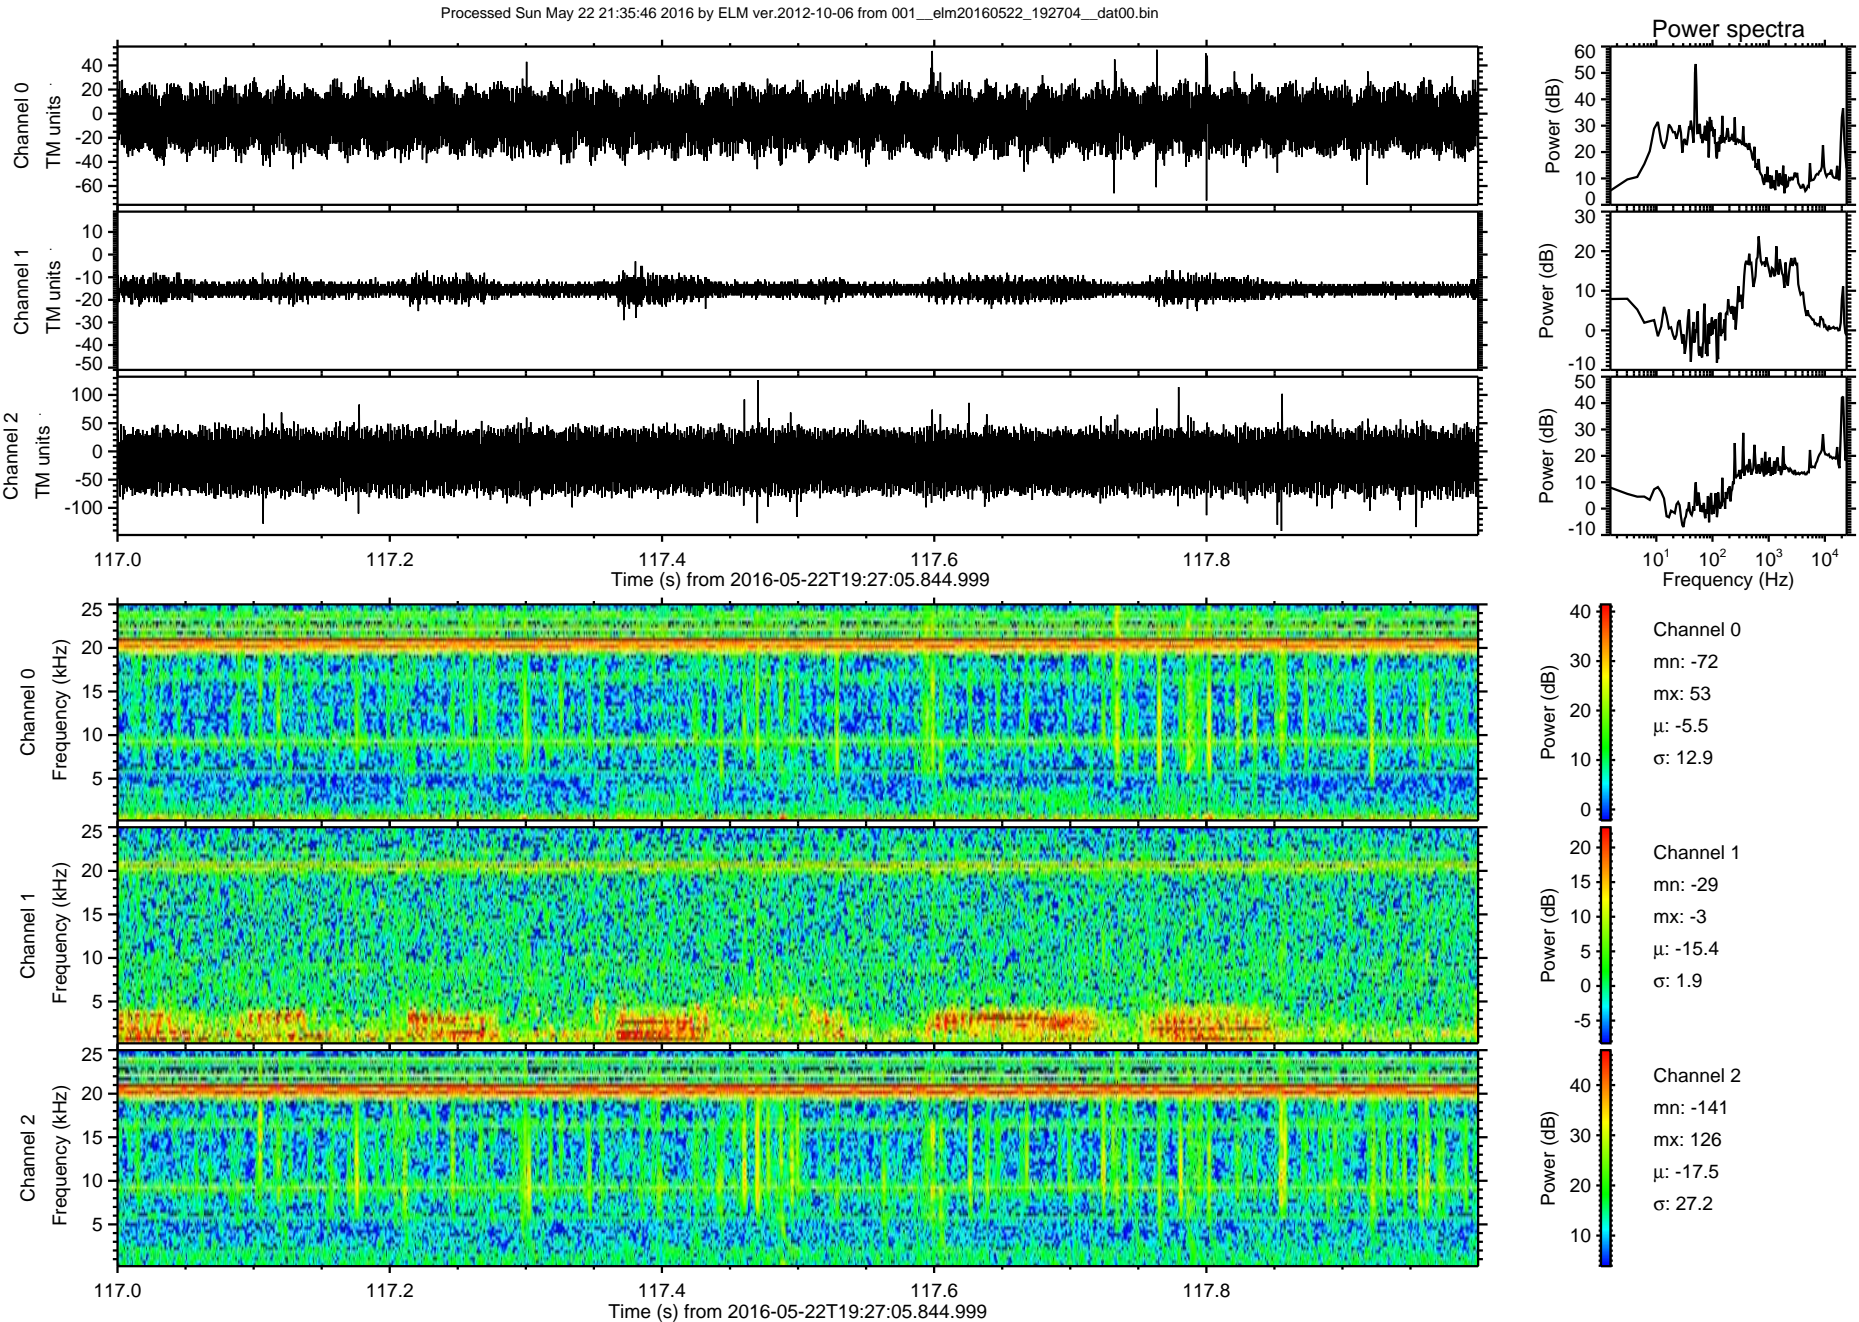 Processed Sun May 22 21:35:46 2016 by ELM ver.2012-10-06 from 001__elm20160522_192704__dat00.bin
Power spectra
Channel 0
TM units
40
20
0
-20
-40
-60
Power (dB)
60
50
40
30
20
10
0
Channel 1
TM units
10
0
-10
-20
-30
-40
-50
Power (dB)
30
20
10
0
-10
Channel 2
TM units
100
50
0
-50
-100
Power (dB)
50
40
30
20
10
0
-10
117.0 117.2 117.4 117.6 117.8
Time (s) from 2016-05-22T19:27:05.844.999
10^1 10^2 10^3 10^4
Frequency (Hz)
Channel 0
Frequency (kHz)
25
20
15
10
5
Power (dB)
40
30
20
10
0
Channel 0
mn: -72
mx: 53
μ: -5.5
σ: 12.9
Channel 1
Frequency (kHz)
25
20
15
10
5
Power (dB)
20
15
10
5
0
-5
Channel 1
mn: -29
mx: -3
μ: -15.4
σ: 1.9
Channel 2
Frequency (kHz)
25
20
15
10
5
Power (dB)
40
30
20
10
Channel 2
mn: -141
mx: 126
μ: -17.5
σ: 27.2
117.0 117.2 117.4 117.6 117.8
Time (s) from 2016-05-22T19:27:05.844.999